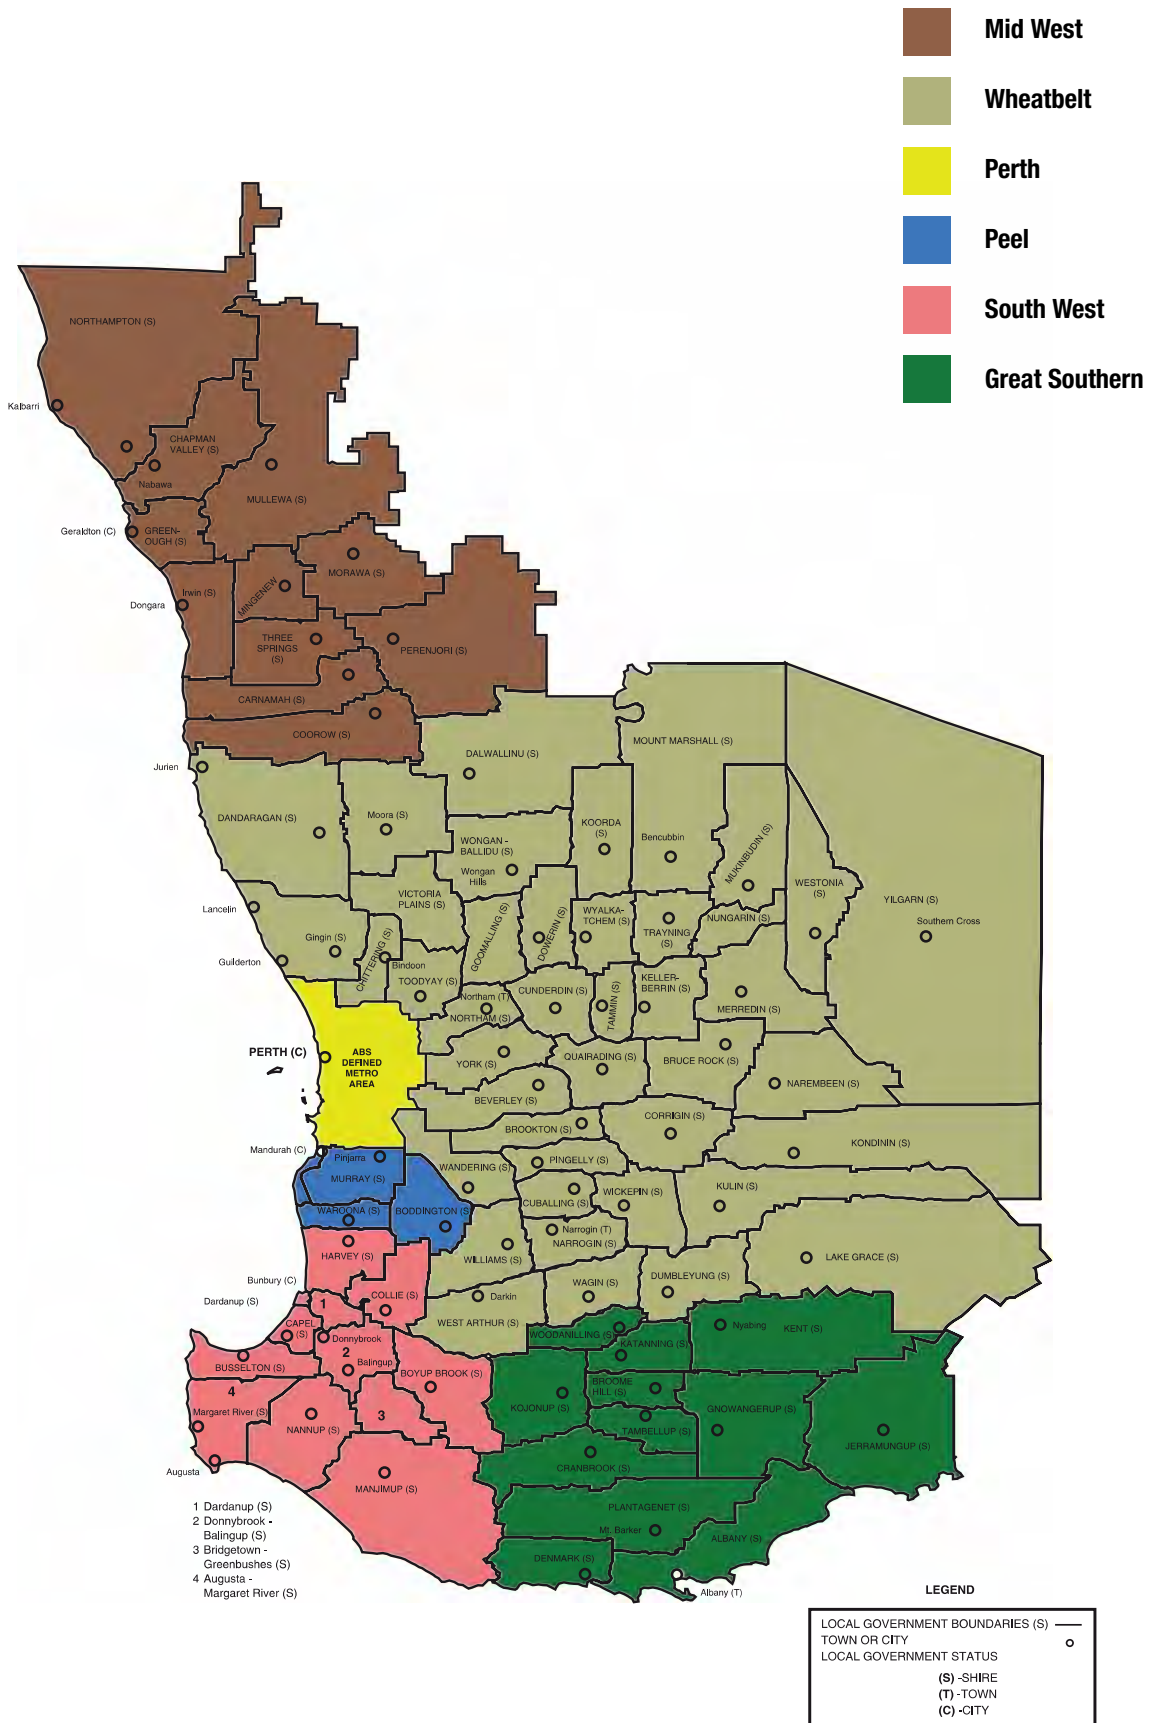 Mid West
Wheatbelt
Perth
Peel
South West
Great Southern
NORTHAMPTON (S)
Kalbarri
CHAPMAN
VALLEY (S)
Nabawa
MULLEWA (S)
Geraldton (C)
GREEN-
OUGH (S)
MORAWA (S)
MINGENEW
Irwin (S)
Dongara
THREE
SPRINGS
(S)
PERENJORI (S)
CARNAMAH (S)
COOROW (S)
Jurien
DALWALLINU (S)
MOUNT MARSHALL (S)
DANDARAGAN (S)
Moora (S)
KOORDA
(S)
WONGAN -
BALLIDU (S)
Wongan
Hills
Bencubbin
MUKINBUDIN (S)
WESTONIA
(S)
YILGARN (S)
Southern Cross
VICTORIA
PLAINS (S)
Lancelin
GOOMALLING (S)
DOWERIN (S)
WYALKA-
TCHEM (S)
TRAYNING
(S)
NUNGARIN (S)
Gingin (S)
CHITTERING (S)
Bindoon
Guilderton
TOODYAY (S)
Northam (T)
NORTHAM (S)
CUNDERDIN (S)
TAMMIN (S)
KELLER-
BERRIN (S)
MERREDIN (S)
PERTH (C)
ABS
DEFINED
METRO
AREA
YORK (S)
QUAIRADING (S)
BRUCE ROCK (S)
NAREMBEEN (S)
BEVERLEY (S)
BROOKTON (S)
CORRIGIN (S)
KONDININ (S)
Mandurah (C)
Pinjarra
MURRAY (S)
WANDERING (S)
PINGELLY (S)
CUBALLING (S)
WICKEPIN (S)
KULIN (S)
WAROONA (S)
BODDINGTON (S)
Narrogin (T)
NARROGIN (S)
HARVEY (S)
WILLIAMS (S)
LAKE GRACE (S)
Bunbury (C)
Dardanup (S)
COLLIE (S)
WAGIN (S)
DUMBLEYUNG (S)
Darkin
WEST ARTHUR (S)
1
CAPEL
(S)
Donnybrook
2
Balingup
WOODANILLING (S)
Nyabing
KENT (S)
KATANNING (S)
BUSSELTON (S)
BOYUP BROOK (S)
BROOME
HILL (S)
KOJONUP (S)
GNOWANGERUP (S)
4
Margaret River (S)
3
NANNUP (S)
TAMBELLUP (S)
JERRAMUNGUP (S)
Augusta
CRANBROOK (S)
MANJIMUP (S)
PLANTAGENET (S)
Mt. Barker
ALBANY (S)
DENMARK (S)
Albany (T)
1 Dardanup (S)
2 Donnybrook -
Balingup (S)
3 Bridgetown -
Greenbushes (S)
4 Augusta -
Margaret River (S)
LEGEND
LOCAL GOVERNMENT BOUNDARIES (S)
TOWN OR CITY
LOCAL GOVERNMENT STATUS
(S) -SHIRE
(T) -TOWN
(C) -CITY